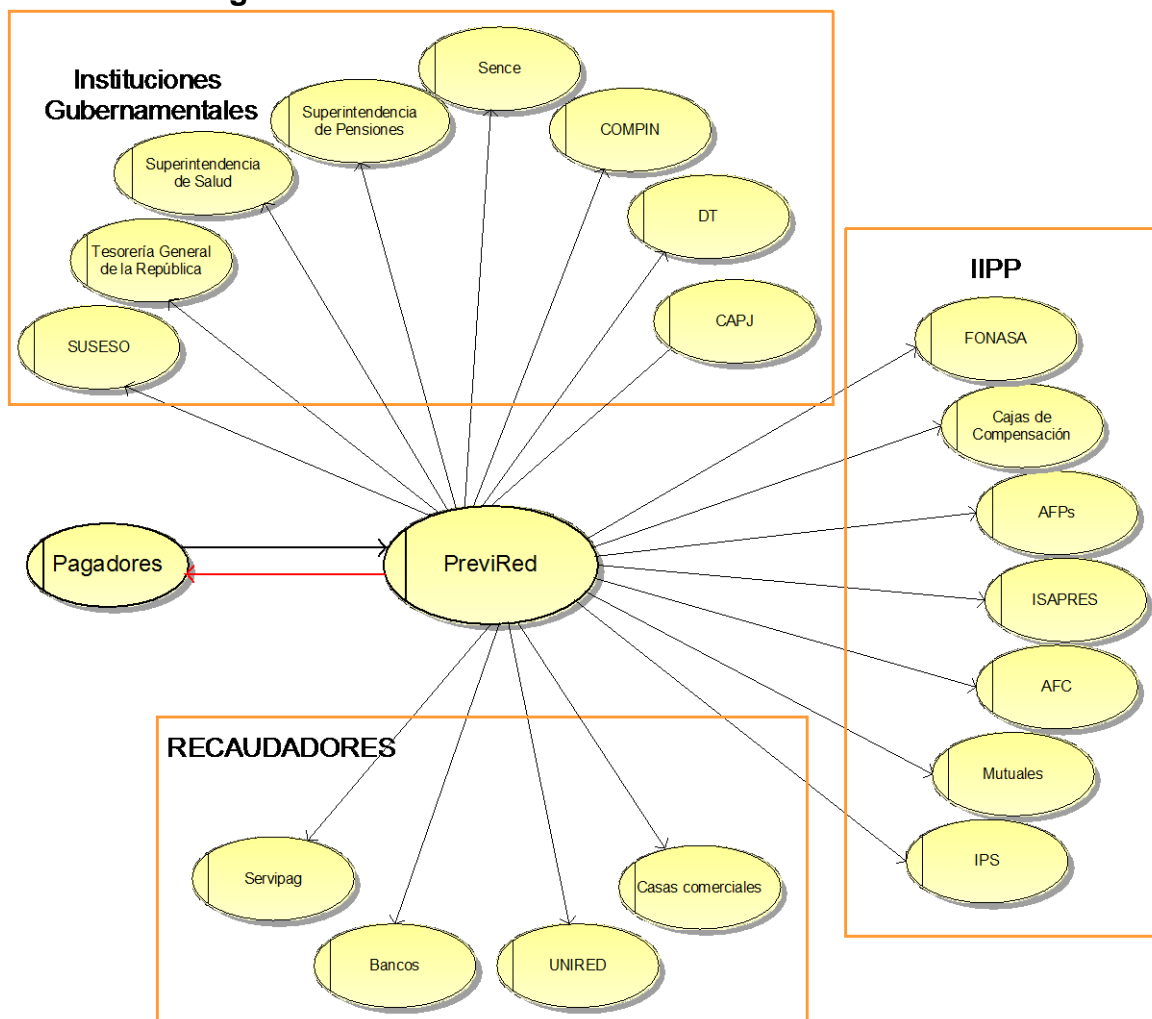 g
Instituciones
Gubernamentales
Sence
Superintendencia
de Pensiones
COMPIN
Superintendencia
de Salud
DT
Tesorería General
de la República
CAPJ
SUSESO
IIPP
FONASA
Cajas de
Compensación
AFPs
ISAPRES
AFC
Mutuales
IPS
Pagadores
PreviRed
RECAUDADORES
Servipag
Casas comerciales
Bancos
UNIRED